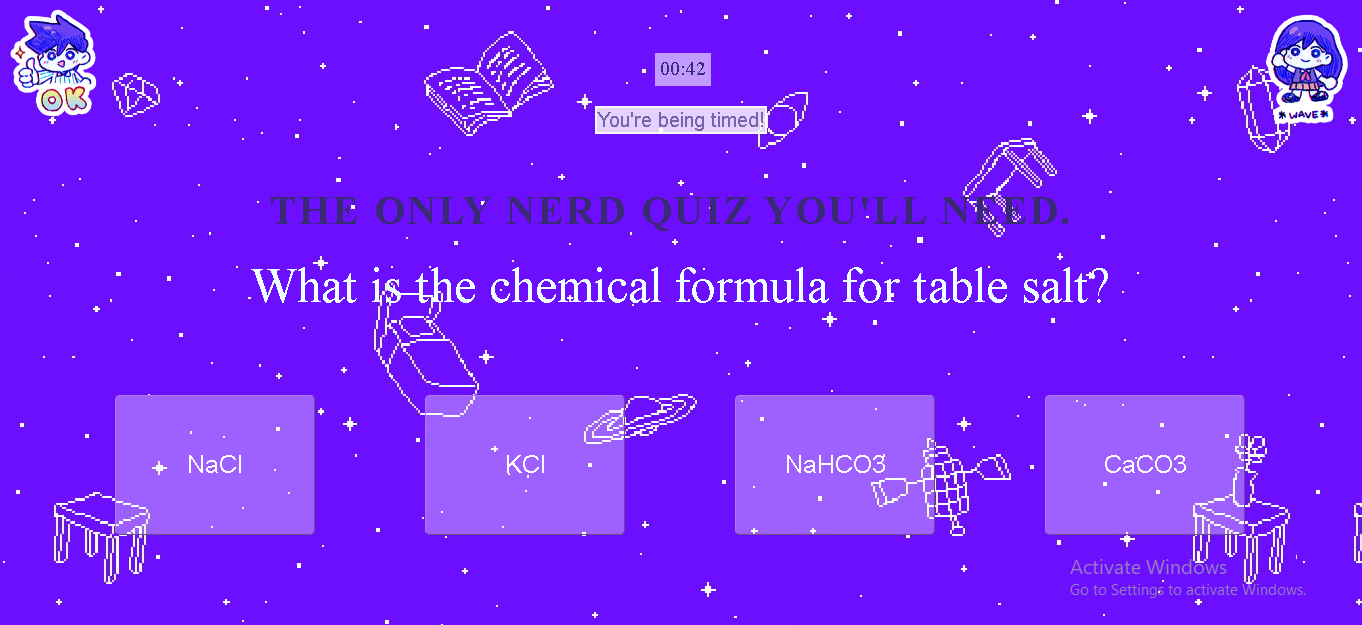 OK
00:42
WAVE
You're being timed!
THE ONLY NERD QUIZ YOU'LL NEED.
What is the chemical formula for table salt?
NaCl
KCl
NaHCO3
CaCO3
Activate Windows
Go to Settings to activate Windows.